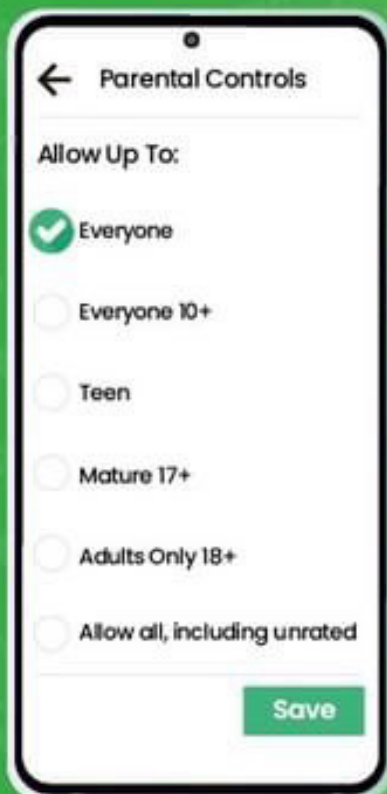 Parental Controls
Allow Up To:
Everyone
Everyone 10+
Teen
Mature 17+
Adults Only 18+
Allow all, including unrated
Save